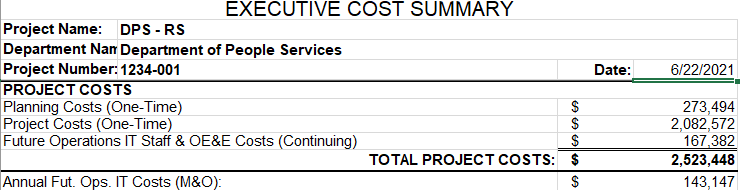 EXECUTIVE COST SUMMARY
Project Name: DPS - RS
Department Nam Department of People Services
Project Number: 1234-001 Date: 6/22/2021
PROJECT COSTS
Planning Costs (One-Time) $ 273,494
Project Costs (One-Time) $ 2,082,572
Future Operations IT Staff & OE&E Costs (Continuing) $ 167,382
TOTAL PROJECT COSTS: $ 2,523,448
Annual Fut. Ops. IT Costs (M&O): $ 143,147